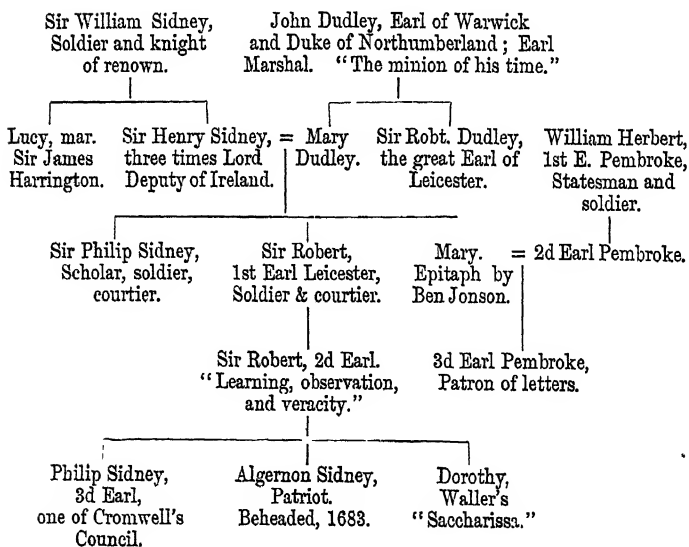 Sir William Sidney,
Soldier and knight
of renown.
John Dudley, Earl of Warwick
and Duke of Northumberland; Earl
Marshal. "The minion of his time."
Lucy, mar.
Sir James
Harrington.
Sir Henry Sidney, =
three times Lord
Deputy of Ireland.
Mary
Dudley.
Sir Robt. Dudley,
the great Earl of
Leicester.
William Herbert,
1st E. Pembroke,
Statesman and
soldier.
Sir Philip Sidney,
Scholar, soldier,
courtier.
Sir Robert,
1st Earl Leicester,
Soldier & courtier.
Mary. = 2d Earl Pembroke.
Epitaph by
Ben Jonson.
Sir Robert, 2d Earl.
"Learning, observation,
and veracity."
3d Earl Pembroke,
Patron of letters.
Philip Sidney,
3d Earl,
one of Cromwell's
Council.
Algernon Sidney,
Patriot.
Beheaded, 1683.
Dorothy,
Waller's
"Saccharissa."